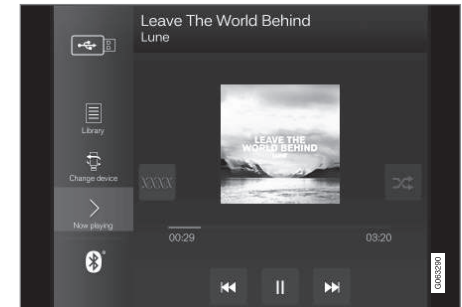 Leave The World Behind
Lune
Library
LEAVE THE
WORLD BEHIND
LUNE
Change device
XXXX
Now playing
00:29
03:20
G063290